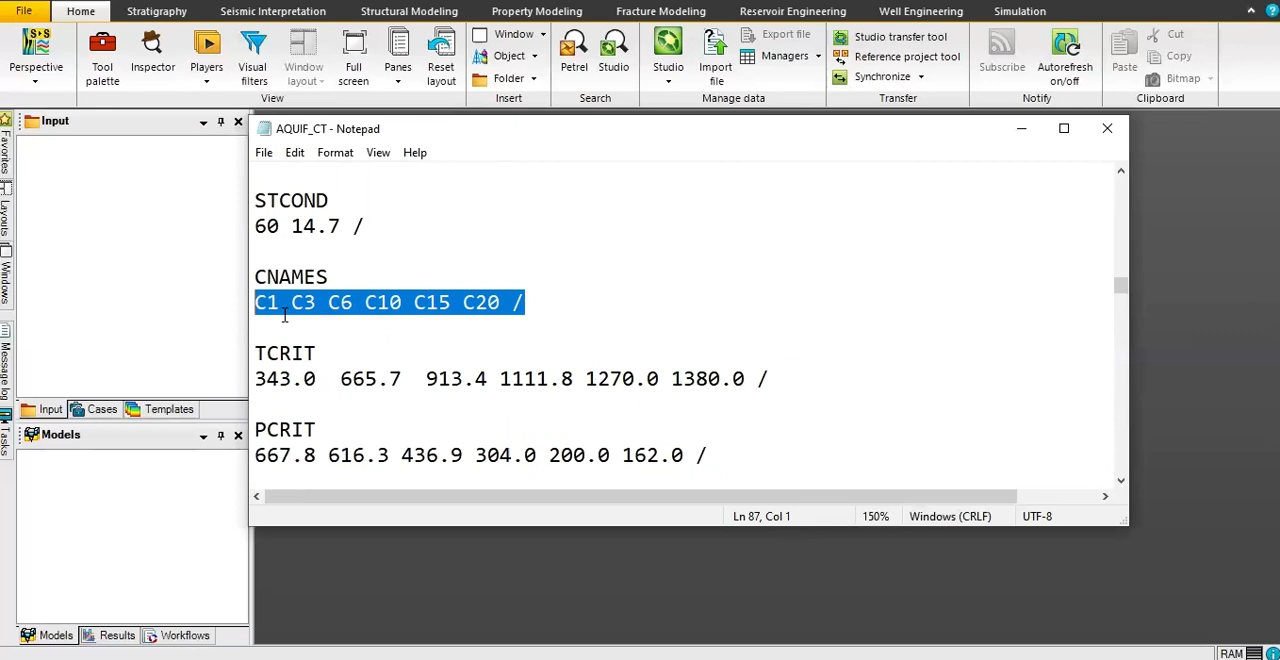 File Home Stratigraphy Seismic Interpretation Structural Modeling Property Modeling Fracture Modeling Reservoir Engineering Well Engineering Simulation
Perspective
Tool palette
Inspector
Players
Visual filters
Window layout
Full screen
Panes
Reset layout
View
Window
Object
Folder
Insert
Petrel
Studio
Search
Studio
Import file
Export file
Managers
Manage data
Studio transfer tool
Reference project tool
Synchronize
Transfer
Subscribe
Autorefresh on/off
Notify
Paste
Cut
Copy
Bitmap
Clipboard
Favorites
Layouts
Windows
Message log
Tasks
Input
Input Cases Templates
Models
Models Results Workflows
AQUIF_CT - Notepad
File Edit Format View Help
STCOND
60 14.7 /
CNAMES
C1 C3 C6 C10 C15 C20 /
TCRIT
343.0 665.7 913.4 1111.8 1270.0 1380.0 /
PCRIT
667.8 616.3 436.9 304.0 200.0 162.0 /
Ln 87, Col 1 150% Windows (CRLF) UTF-8
RAM